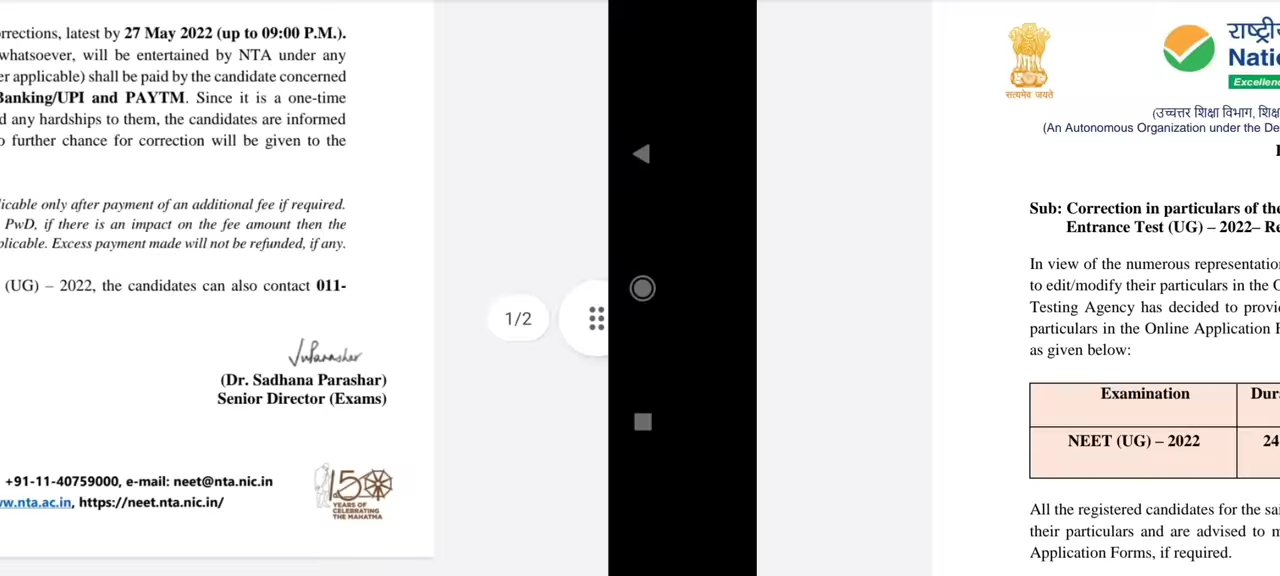 rrections, latest by 27 May 2022 (up to 09:00 P.M.).
whatsoever, will be entertained by NTA under any
er applicable) shall be paid by the candidate concerned
Banking/UPI and PAYTM. Since it is a one-time
d any hardships to them, the candidates are informed
o further chance for correction will be given to the
licable only after payment of an additional fee if required.
PwD, if there is an impact on the fee amount then the
plicable. Excess payment made will not be refunded, if any.
(UG) – 2022, the candidates can also contact 011-
(Dr. Sadhana Parashar)
Senior Director (Exams)
+91-11-40759000, e-mail: neet@nta.nic.in
ww.nta.ac.in, https://neet.nta.nic.in/
150
YEARS OF
CELEBRATING
THE MAHATMA
1/2
सत्यमेव जयते
राष्ट्री
Natio
Excellenc
(उच्चत्तर शिक्षा विभाग, शिक्ष
(An Autonomous Organization under the De
Sub: Correction in particulars of the
Entrance Test (UG) – 2022– Re
In view of the numerous representation
to edit/modify their particulars in the O
Testing Agency has decided to provi
particulars in the Online Application F
as given below:
Examination
Dur
NEET (UG) – 2022
24
All the registered candidates for the sai
their particulars and are advised to m
Application Forms, if required.